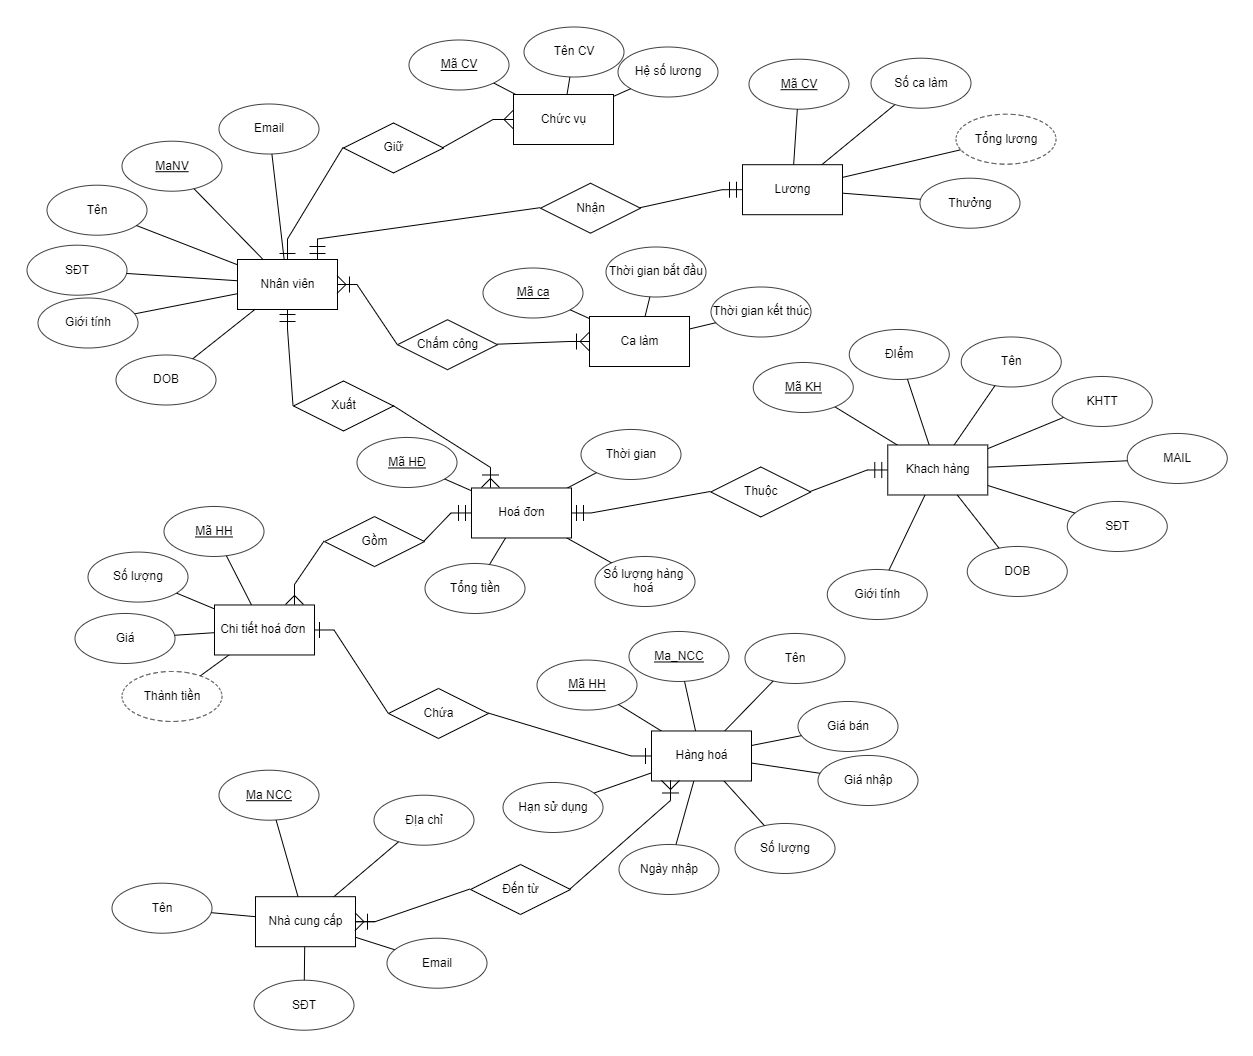 Tên CV
Mã CV
Hệ số lương
Chức vụ
Mã CV
Số ca làm
Tổng lương
Thưởng
Lương
Email
MaNV
Tên
SĐT
Giới tính
DOB
Nhân viên
Giữ
Nhận
Chấm công
Mã ca
Thời gian bắt đầu
Thời gian kết thúc
Ca làm
Xuất
Mã HĐ
Thời gian
Hoá đơn
Tổng tiền
Số lượng hàng
hoá
Thuộc
Mã KH
Điểm
Tên
KHTT
MAIL
SĐT
DOB
Giới tính
Khach hàng
Gồm
Mã HH
Số lượng
Giá
Thành tiền
Chi tiết hoá đơn
Chứa
Mã HH
Ma_NCC
Tên
Giá bán
Giá nhập
Số lượng
Ngày nhập
Hạn sử dụng
Hàng hoá
Đến từ
Ma NCC
Địa chỉ
Tên
Nhà cung cấp
Email
SĐT